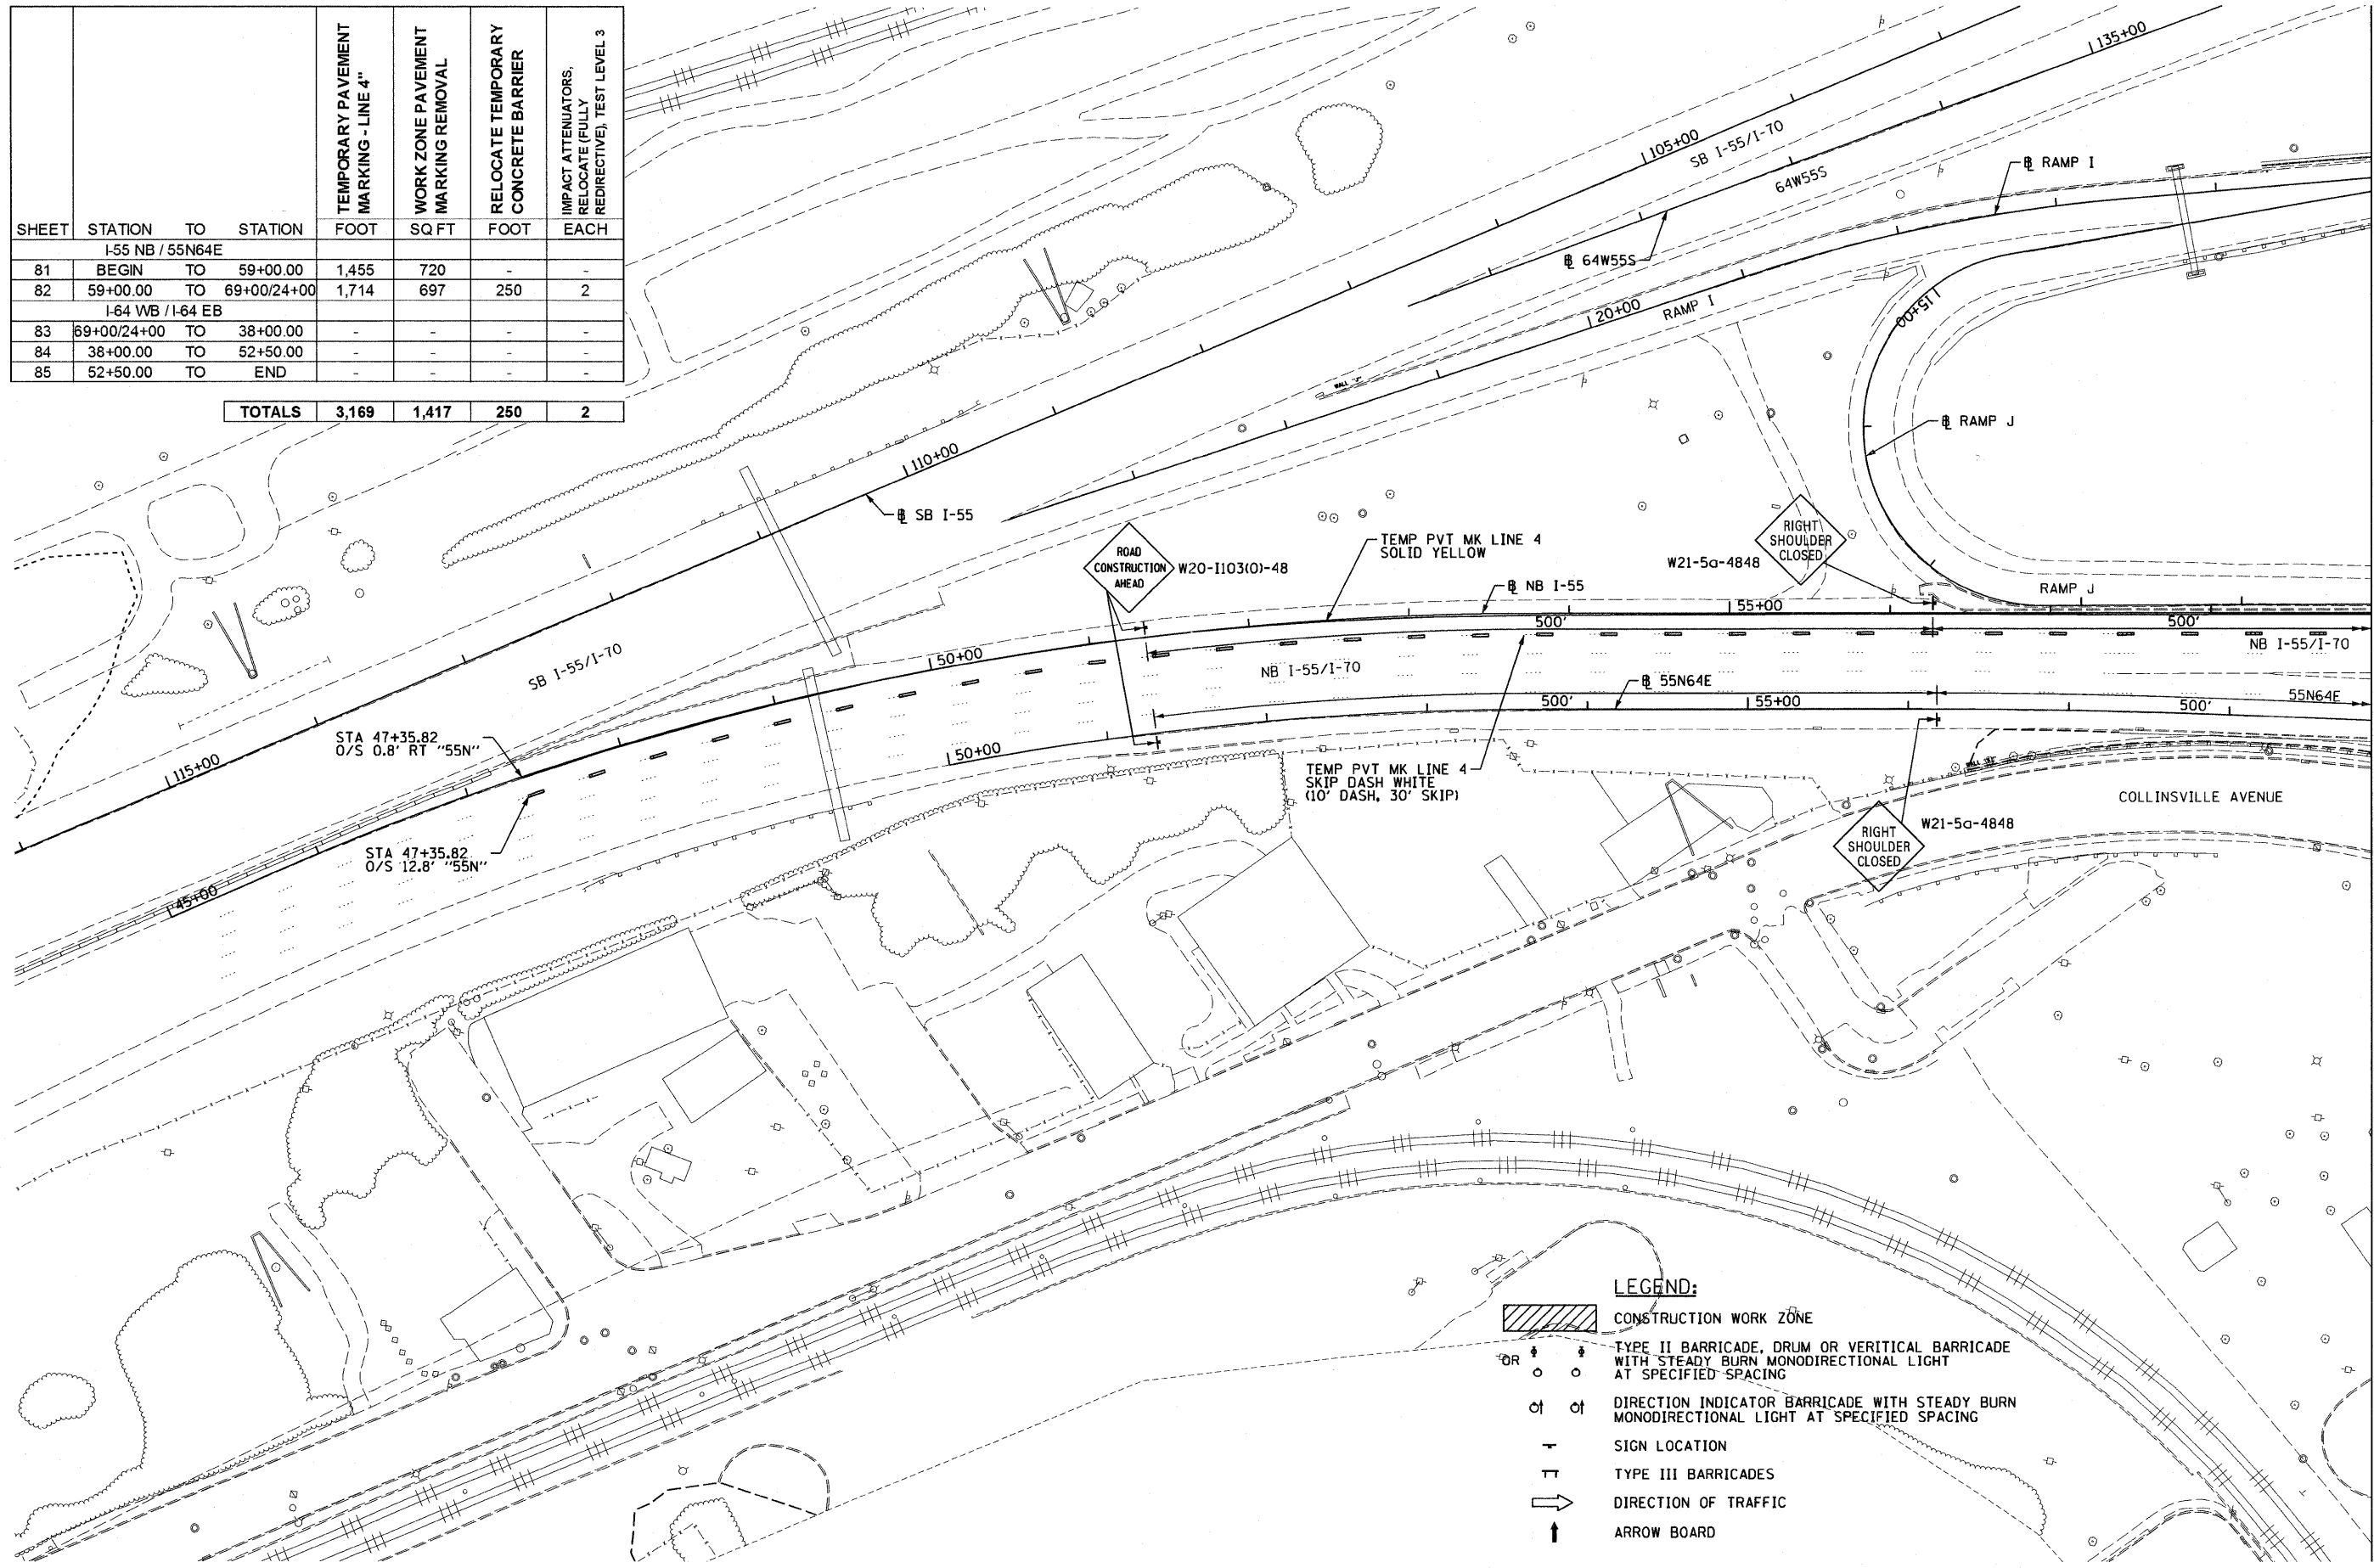 SHEET STATION TO STATION TEMPORARY PAVEMENT MARKING - LINE 4" WORK ZONE PAVEMENT MARKING REMOVAL RELOCATE TEMPORARY CONCRETE BARRIER IMPACT ATTENUATORS, RELOCATE (FULLY REDIRECTIVE), TEST LEVEL 3
FOOT SQ FT FOOT EACH
I-55 NB / 55N64E
81 BEGIN TO 59+00.00 1,455 720 - -
82 59+00.00 TO 69+00/24+00 1,714 697 250 2
I-64 WB / I-64 EB
83 69+00/24+00 TO 38+00.00 - - - -
84 38+00.00 TO 52+50.00 - - - -
85 52+50.00 TO END - - - -
TOTALS 3,169 1,417 250 2
135+00
105+00
SB I-55/I-70
64W55S
℄ RAMP I
℄ 64W55S
20+00
RAMP I
15+00
℄ RAMP J
110+00
℄ SB I-55
ROAD
CONSTRUCTION
AHEAD
W20-I103(0)-48
TEMP PVT MK LINE 4
SOLID YELLOW
RIGHT
SHOULDER
CLOSED
W21-5a-4848
℄ NB I-55
RAMP J
55+00
500'
500'
NB I-55/I-70
50+00
SB I-55/I-70
NB I-55/I-70
℄ 55N64E
55N64E
500'
55+00
500'
STA 47+35.82
O/S 0.8' RT "55N"
115+00
50+00
TEMP PVT MK LINE 4
SKIP DASH WHITE
(10' DASH, 30' SKIP)
COLLINSVILLE AVENUE
W21-5a-4848
RIGHT
SHOULDER
CLOSED
STA 47+35.82
O/S 12.8' "55N"
45+00
LEGEND:
CONSTRUCTION WORK ZONE
OR
TYPE II BARRICADE, DRUM OR VERITICAL BARRICADE
WITH STEADY BURN MONODIRECTIONAL LIGHT
AT SPECIFIED SPACING
DIRECTION INDICATOR BARRICADE WITH STEADY BURN
MONODIRECTIONAL LIGHT AT SPECIFIED SPACING
SIGN LOCATION
TYPE III BARRICADES
DIRECTION OF TRAFFIC
ARROW BOARD